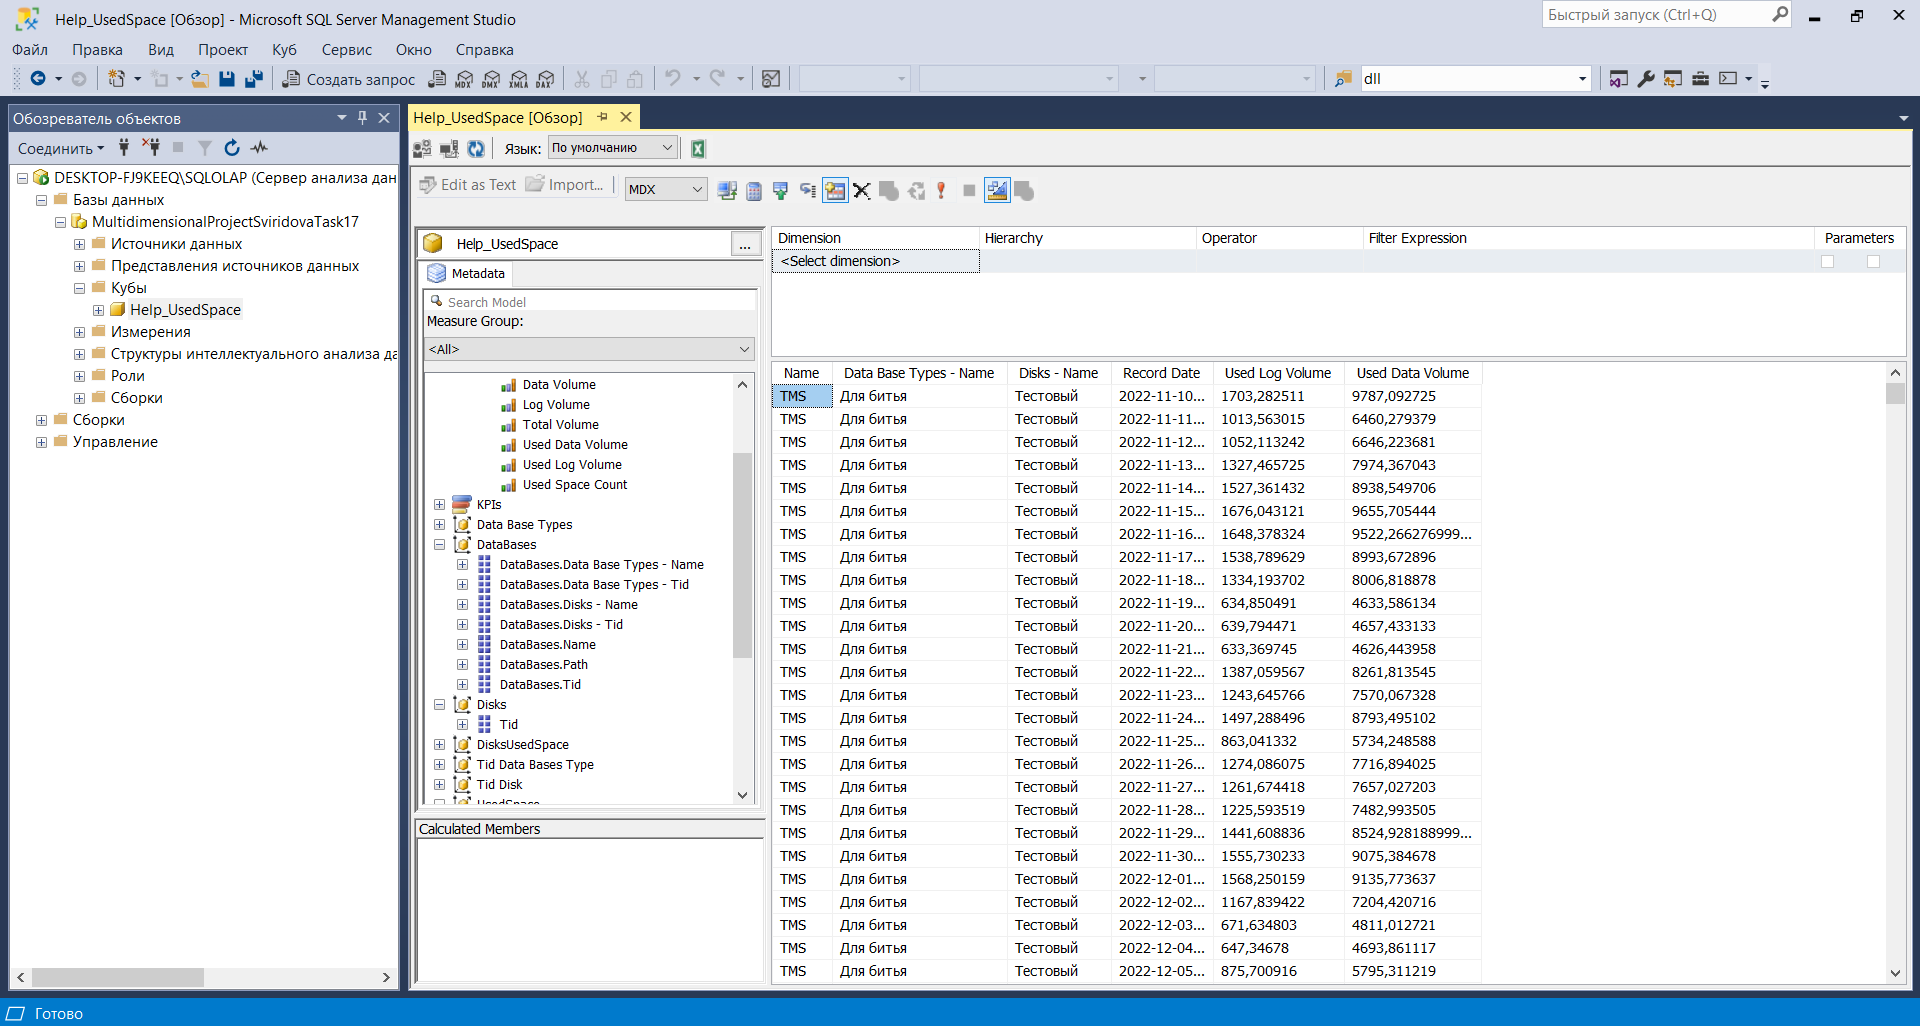 Help_UsedSpace [Обзор] - Microsoft SQL Server Management Studio
Быстрый запуск (Ctrl+Q)
Файл Правка Вид Проект Куб Сервис Окно Справка
Создать запрос MDX DMX XMLA DAX dll
Обозреватель объектов
Соединить
DESKTOP-FJ9KEEQ\SQLOLAP (Сервер анализа дан
Базы данных
MultidimensionalProjectSviridovaTask17
Источники данных
Представления источников данных
Кубы
Help_UsedSpace
Измерения
Структуры интеллектуального анализа да
Роли
Сборки
Сборки
Управление
Help_UsedSpace [Обзор]
Язык: По умолчанию
Edit as Text Import... MDX
Help_UsedSpace ...
Metadata
Search Model
Measure Group:
<All>
Data Volume
Log Volume
Total Volume
Used Data Volume
Used Log Volume
Used Space Count
KPIs
Data Base Types
DataBases
DataBases.Data Base Types - Name
DataBases.Data Base Types - Tid
DataBases.Disks - Name
DataBases.Disks - Tid
DataBases.Name
DataBases.Path
DataBases.Tid
Disks
Tid
DisksUsedSpace
Tid Data Bases Type
Tid Disk
UsedSpace
Calculated Members
Dimension Hierarchy Operator Filter Expression Parameters
<Select dimension>
Name Data Base Types - Name Disks - Name Record Date Used Log Volume Used Data Volume
TMS Для битья Тестовый 2022-11-10... 1703,282511 9787,092725
TMS Для битья Тестовый 2022-11-11... 1013,563015 6460,279379
TMS Для битья Тестовый 2022-11-12... 1052,113242 6646,223681
TMS Для битья Тестовый 2022-11-13... 1327,465725 7974,367043
TMS Для битья Тестовый 2022-11-14... 1527,361432 8938,549706
TMS Для битья Тестовый 2022-11-15... 1676,043121 9655,705444
TMS Для битья Тестовый 2022-11-16... 1648,378324 9522,266276999...
TMS Для битья Тестовый 2022-11-17... 1538,789629 8993,672896
TMS Для битья Тестовый 2022-11-18... 1334,193702 8006,818878
TMS Для битья Тестовый 2022-11-19... 634,850491 4633,586134
TMS Для битья Тестовый 2022-11-20... 639,794471 4657,433133
TMS Для битья Тестовый 2022-11-21... 633,369745 4626,443958
TMS Для битья Тестовый 2022-11-22... 1387,059567 8261,813545
TMS Для битья Тестовый 2022-11-23... 1243,645766 7570,067328
TMS Для битья Тестовый 2022-11-24... 1497,288496 8793,495102
TMS Для битья Тестовый 2022-11-25... 863,041332 5734,248588
TMS Для битья Тестовый 2022-11-26... 1274,086075 7716,894025
TMS Для битья Тестовый 2022-11-27... 1261,674418 7657,027203
TMS Для битья Тестовый 2022-11-28... 1225,593519 7482,993505
TMS Для битья Тестовый 2022-11-29... 1441,608836 8524,928188999...
TMS Для битья Тестовый 2022-11-30... 1555,730233 9075,384678
TMS Для битья Тестовый 2022-12-01... 1568,250159 9135,773637
TMS Для битья Тестовый 2022-12-02... 1167,839422 7204,420716
TMS Для битья Тестовый 2022-12-03... 671,634803 4811,012721
TMS Для битья Тестовый 2022-12-04... 647,34678 4693,861117
TMS Для битья Тестовый 2022-12-05... 875,700916 5795,311219
Готово